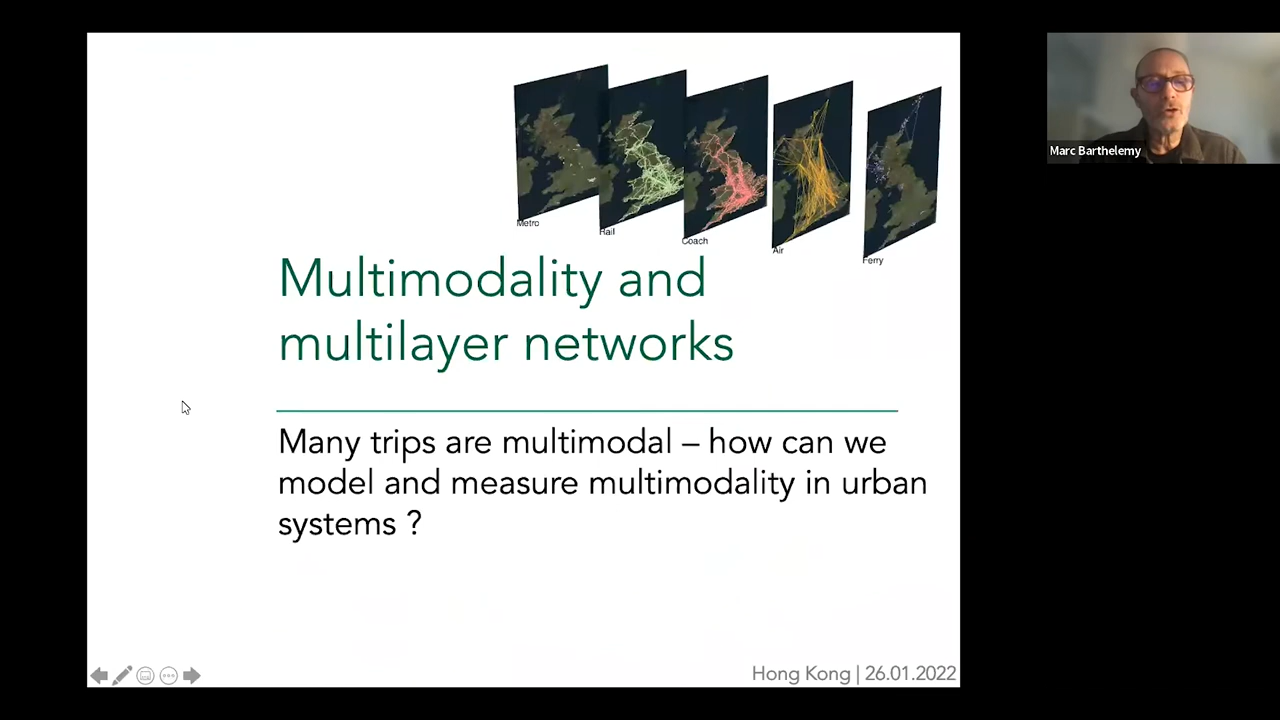 Marc Barthelemy
Metro
Rail
Coach
Air
Ferry
Multimodality and
multilayer networks
Many trips are multimodal – how can we
model and measure multimodality in urban
systems ?
Hong Kong | 26.01.2022